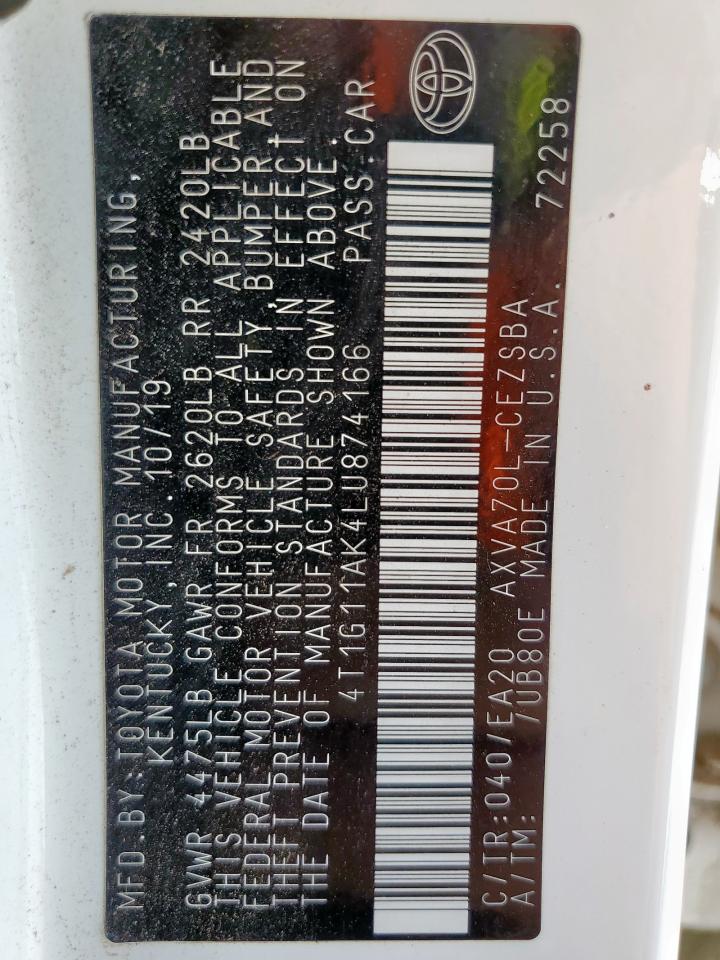 MFD.BY:TOYOTA MOTOR MANUFACTURING,
KENTUCKY, INC. 10/19
GVWR 4475LB GAWR FR 2620LB RR 2420LB
THIS VEHICLE CONFORMS TO ALL APPLICABLE
FEDERAL MOTOR VEHICLE SAFETY,BUMPER,AND
THEFT PREVENTION STANDARDS IN EFFECT ON
THE DATE OF MANUFACTURE SHOWN ABOVE.
4T1G11AK4LU874166 PASS.CAR
C/TR:040/EA20 AXVA70L-CEZSBA
A/TM: /UB80E MADE IN U.S.A. 72258